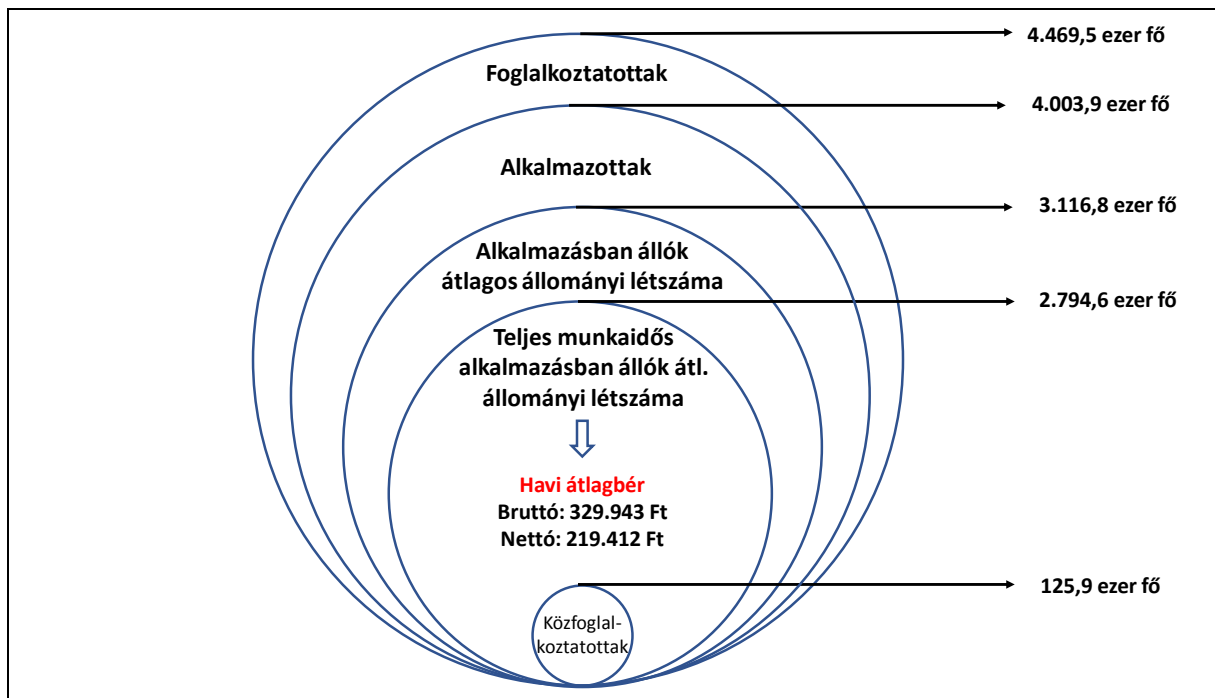 4.469,5 ezer fő
Foglalkoztatottak
4.003,9 ezer fő
Alkalmazottak
3.116,8 ezer fő
Alkalmazásban állók
átlagos állományi létszáma
2.794,6 ezer fő
Teljes munkaidős
alkalmazásban állók átl.
állományi létszáma
Havi átlagbér
Bruttó: 329.943 Ft
Nettó: 219.412 Ft
125,9 ezer fő
Közfoglal-
koztatottak